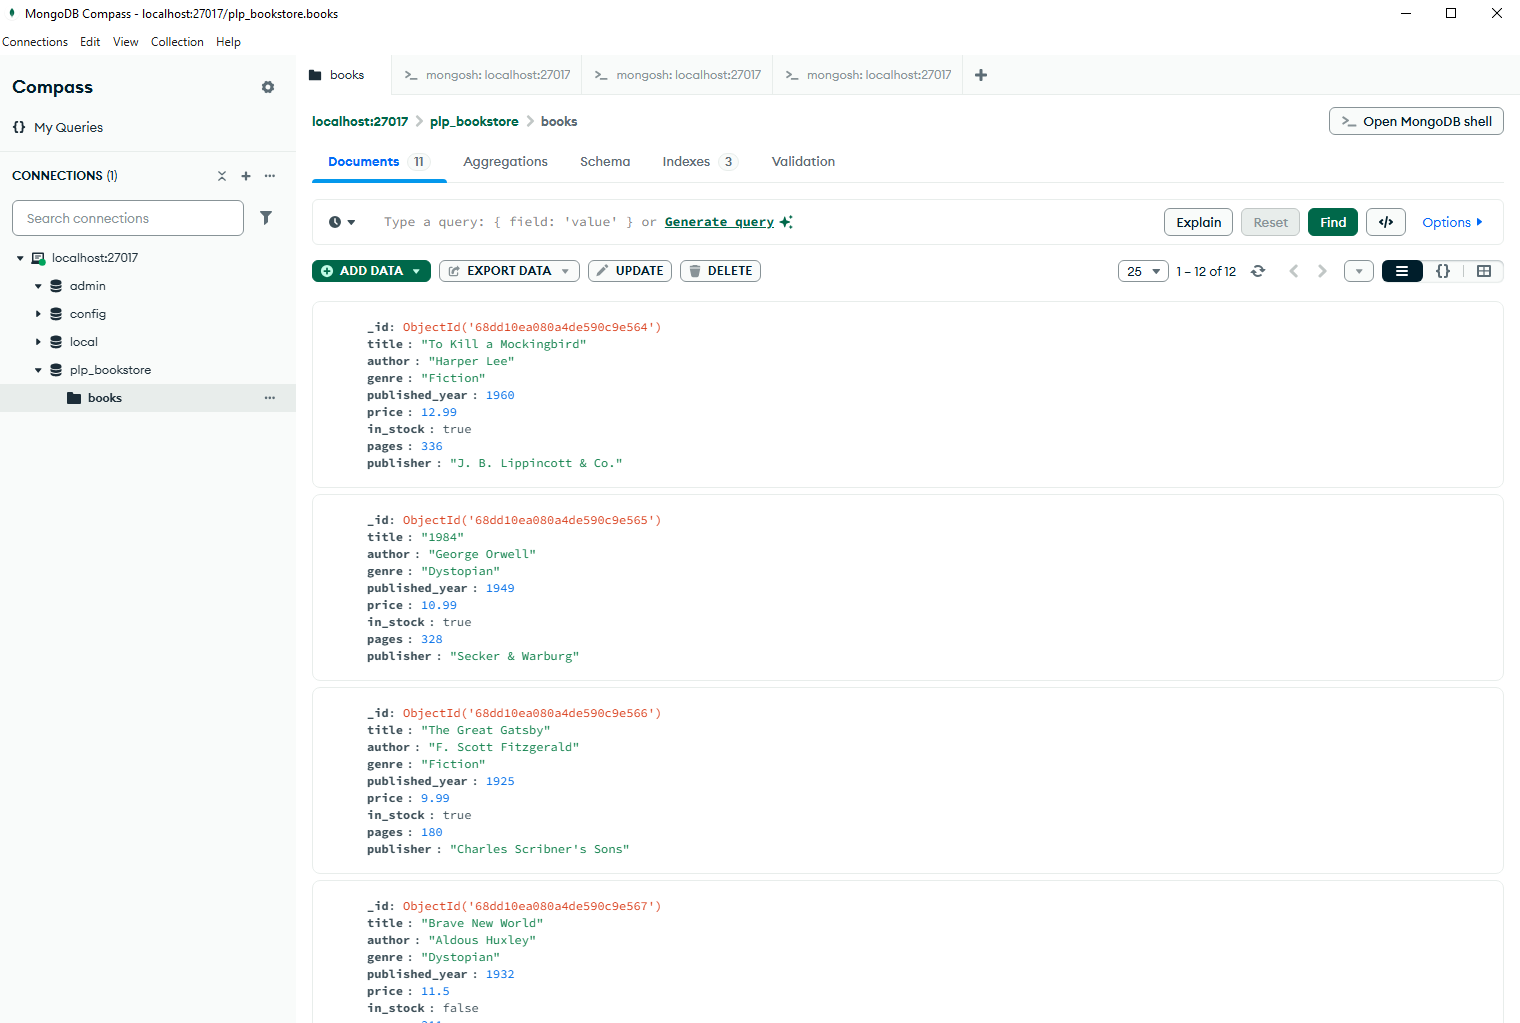 MongoDB Compass - localhost:27017/plp_bookstore.books
Connections Edit View Collection Help
Compass
{} My Queries
CONNECTIONS (1)
Search connections
localhost:27017
admin
config
local
plp_bookstore
books
books >_ mongosh: localhost:27017 >_ mongosh: localhost:27017 >_ mongosh: localhost:27017 +
localhost:27017 > plp_bookstore > books
>_ Open MongoDB shell
Documents 11 Aggregations Schema Indexes 3 Validation
Type a query: { field: 'value' } or Generate query
Explain Reset Find </> Options
ADD DATA EXPORT DATA UPDATE DELETE
25 1 – 12 of 12 {}
_id: ObjectId('68dd10ea080a4de590c9e564')
title : "To Kill a Mockingbird"
author : "Harper Lee"
genre : "Fiction"
published_year : 1960
price : 12.99
in_stock : true
pages : 336
publisher : "J. B. Lippincott & Co."
_id: ObjectId('68dd10ea080a4de590c9e565')
title : "1984"
author : "George Orwell"
genre : "Dystopian"
published_year : 1949
price : 10.99
in_stock : true
pages : 328
publisher : "Secker & Warburg"
_id: ObjectId('68dd10ea080a4de590c9e566')
title : "The Great Gatsby"
author : "F. Scott Fitzgerald"
genre : "Fiction"
published_year : 1925
price : 9.99
in_stock : true
pages : 180
publisher : "Charles Scribner's Sons"
_id: ObjectId('68dd10ea080a4de590c9e567')
title : "Brave New World"
author : "Aldous Huxley"
genre : "Dystopian"
published_year : 1932
price : 11.5
in_stock : false